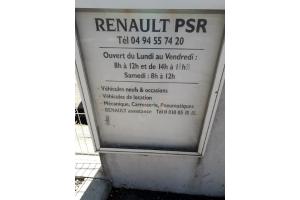 RENAULT PSR
Tél 04 94 55 74 20
Ouvert du Lundi au Vendredi :
8h à 12h et de 14h à
Samedi : 8h à 12h
- Véhicules neufs & occasions
- Véhicules de location
- Mécanique, Carrosserie, Pneumatiques
- RENAULT assistance Tél